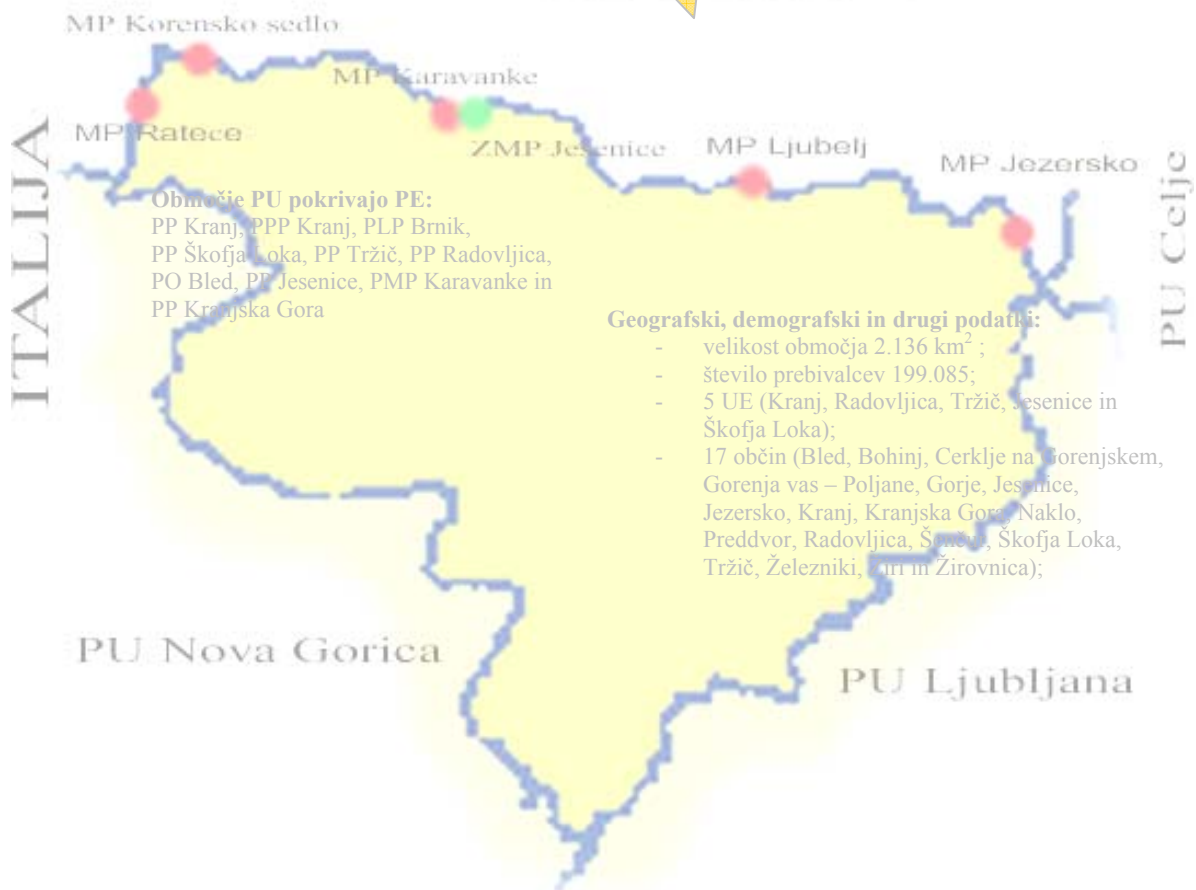 MP Korensko sedlo
MP Karavanke
MP Ratece
ZMP Jesenice
MP Ljubelj
MP Jezersko
ITALIJA
PU Celje
Območje PU pokrivajo PE:
PP Kranj, PPP Kranj, PLP Brnik,
PP Škofja Loka, PP Tržič, PP Radovljica,
PO Bled, PP Jesenice, PMP Karavanke in
PP Kranjska Gora
Geografski, demografski in drugi podatki:
- velikost območja 2.136 km² ;
- število prebivalcev 199.085;
- 5 UE (Kranj, Radovljica, Tržič, Jesenice in
Škofja Loka);
- 17 občin (Bled, Bohinj, Cerklje na Gorenjskem,
Gorenja vas – Poljane, Gorje, Jesenice,
Jezersko, Kranj, Kranjska Gora, Naklo,
Preddvor, Radovljica, Šenčur, Škofja Loka,
Tržič, Železniki, Žiri in Žirovnica);
PU Nova Gorica
PU Ljubljana